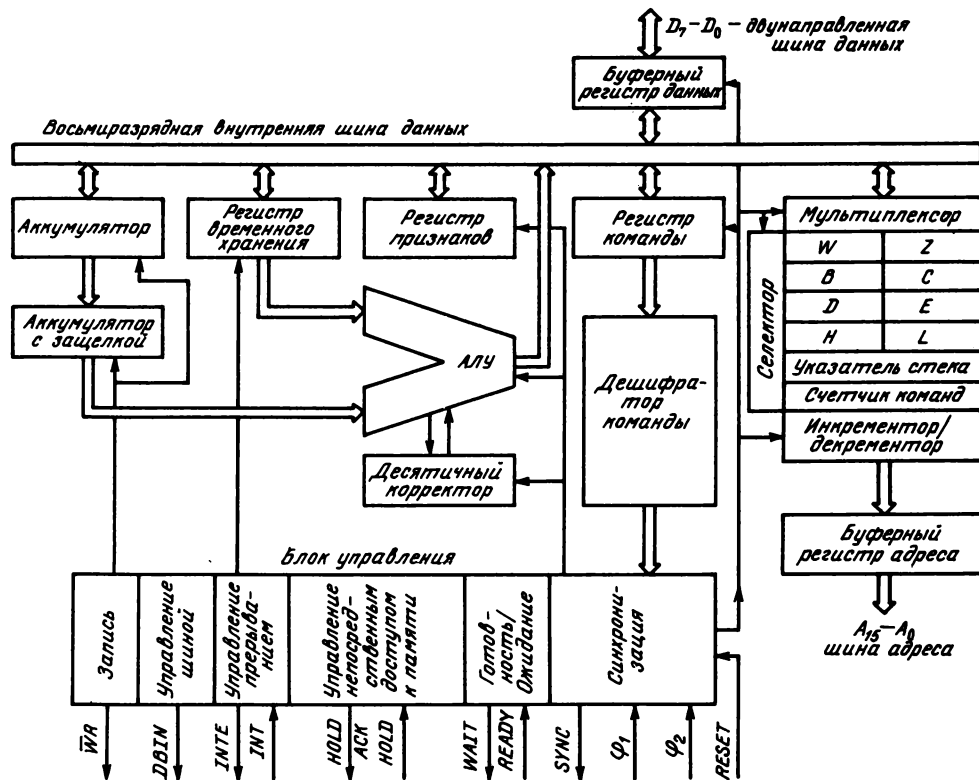 D₇–D₀–двунаправленная
шина данных
Буферный
регистр данных
Восьмиразрядная внутренняя шина данных
Аккумулятор
Регистр
временного
хранения
Регистр
признаков
Регистр
команды
Мультиплексор
Селектор
W
Z
B
C
D
E
H
L
Указатель стека
Счетчик команд
Инкрементор/
декрементор
Аккумулятор
с защелкой
АЛУ
Дешифра-
тор
команды
Десятичный
корректор
Буферный
регистр адреса
A₁₅–A₀
шина адреса
Блок управления
Запись
Управление
шиной
Управление
прерыва-
нием
Управление
непосред-
ственным
доступом
к памяти
Готов-
ность/
Ожидание
Синхрони-
зация
W̅R̅
DBIN
INTE
INT
HOLD
ACK
HOLD
WAIT
READY
SYNC
φ₁
φ₂
RESET